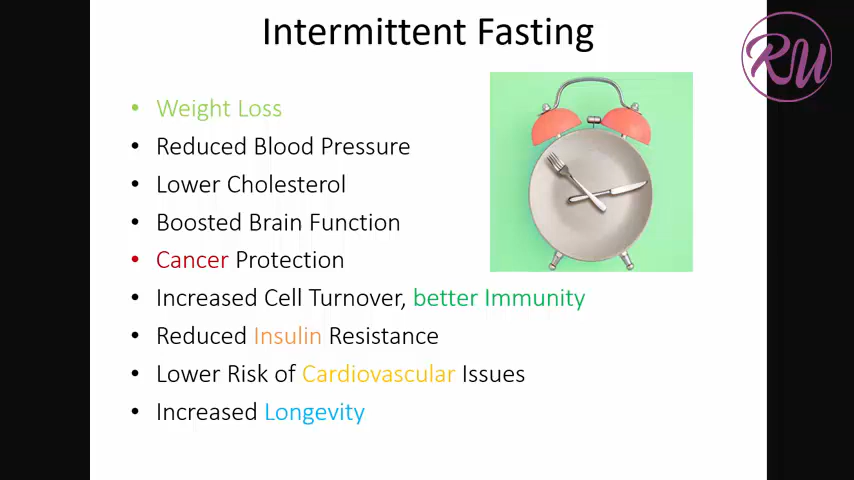 Intermittent Fasting
RU
Weight Loss
Reduced Blood Pressure
Lower Cholesterol
Boosted Brain Function
Cancer Protection
Increased Cell Turnover, better Immunity
Reduced Insulin Resistance
Lower Risk of Cardiovascular Issues
Increased Longevity